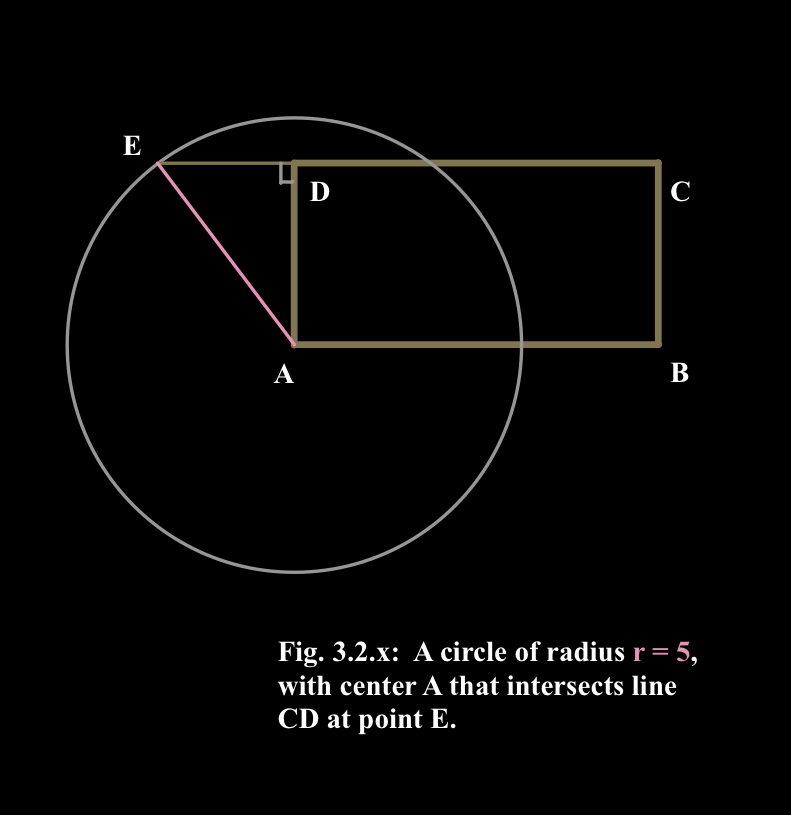 E
D
C
A
B
Fig. 3.2.x:  A circle of radius r = 5,
with center A that intersects line
CD at point E.